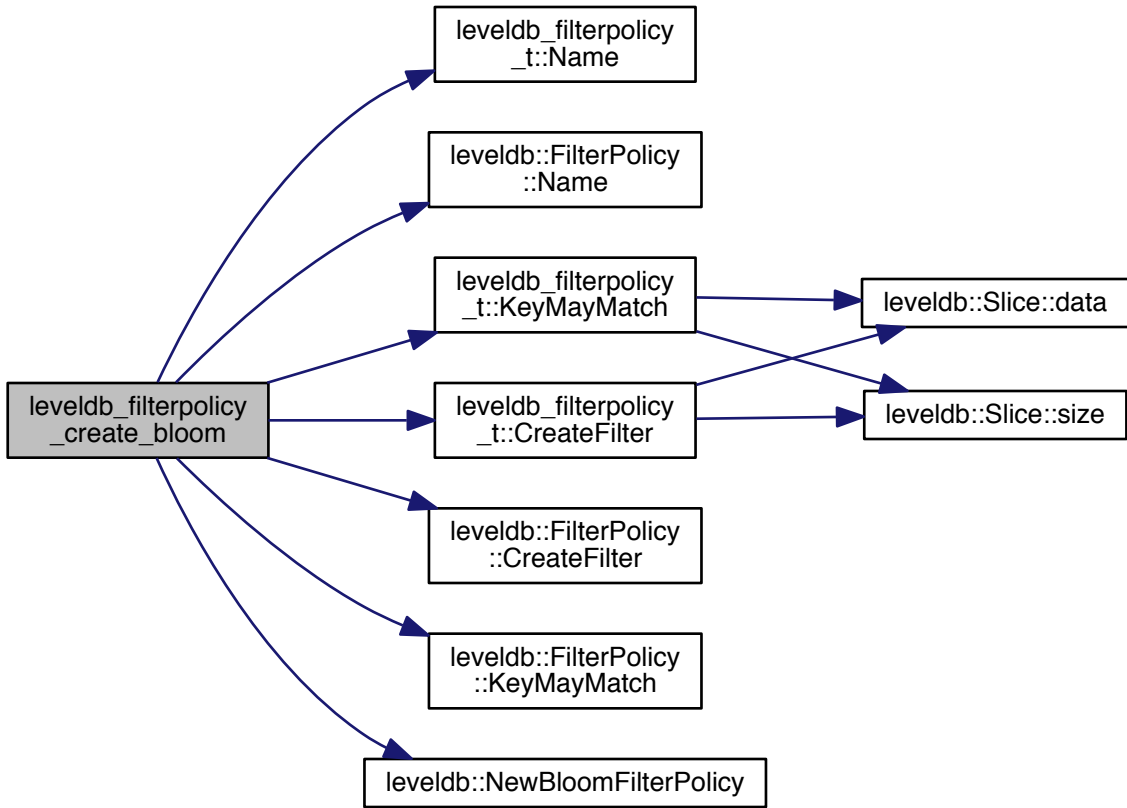 leveldb_filterpolicy
_t::Name
leveldb::FilterPolicy
::Name
leveldb_filterpolicy
_t::KeyMayMatch
leveldb::Slice::data
leveldb_filterpolicy
_create_bloom
leveldb_filterpolicy
_t::CreateFilter
leveldb::Slice::size
leveldb::FilterPolicy
::CreateFilter
leveldb::FilterPolicy
::KeyMayMatch
leveldb::NewBloomFilterPolicy